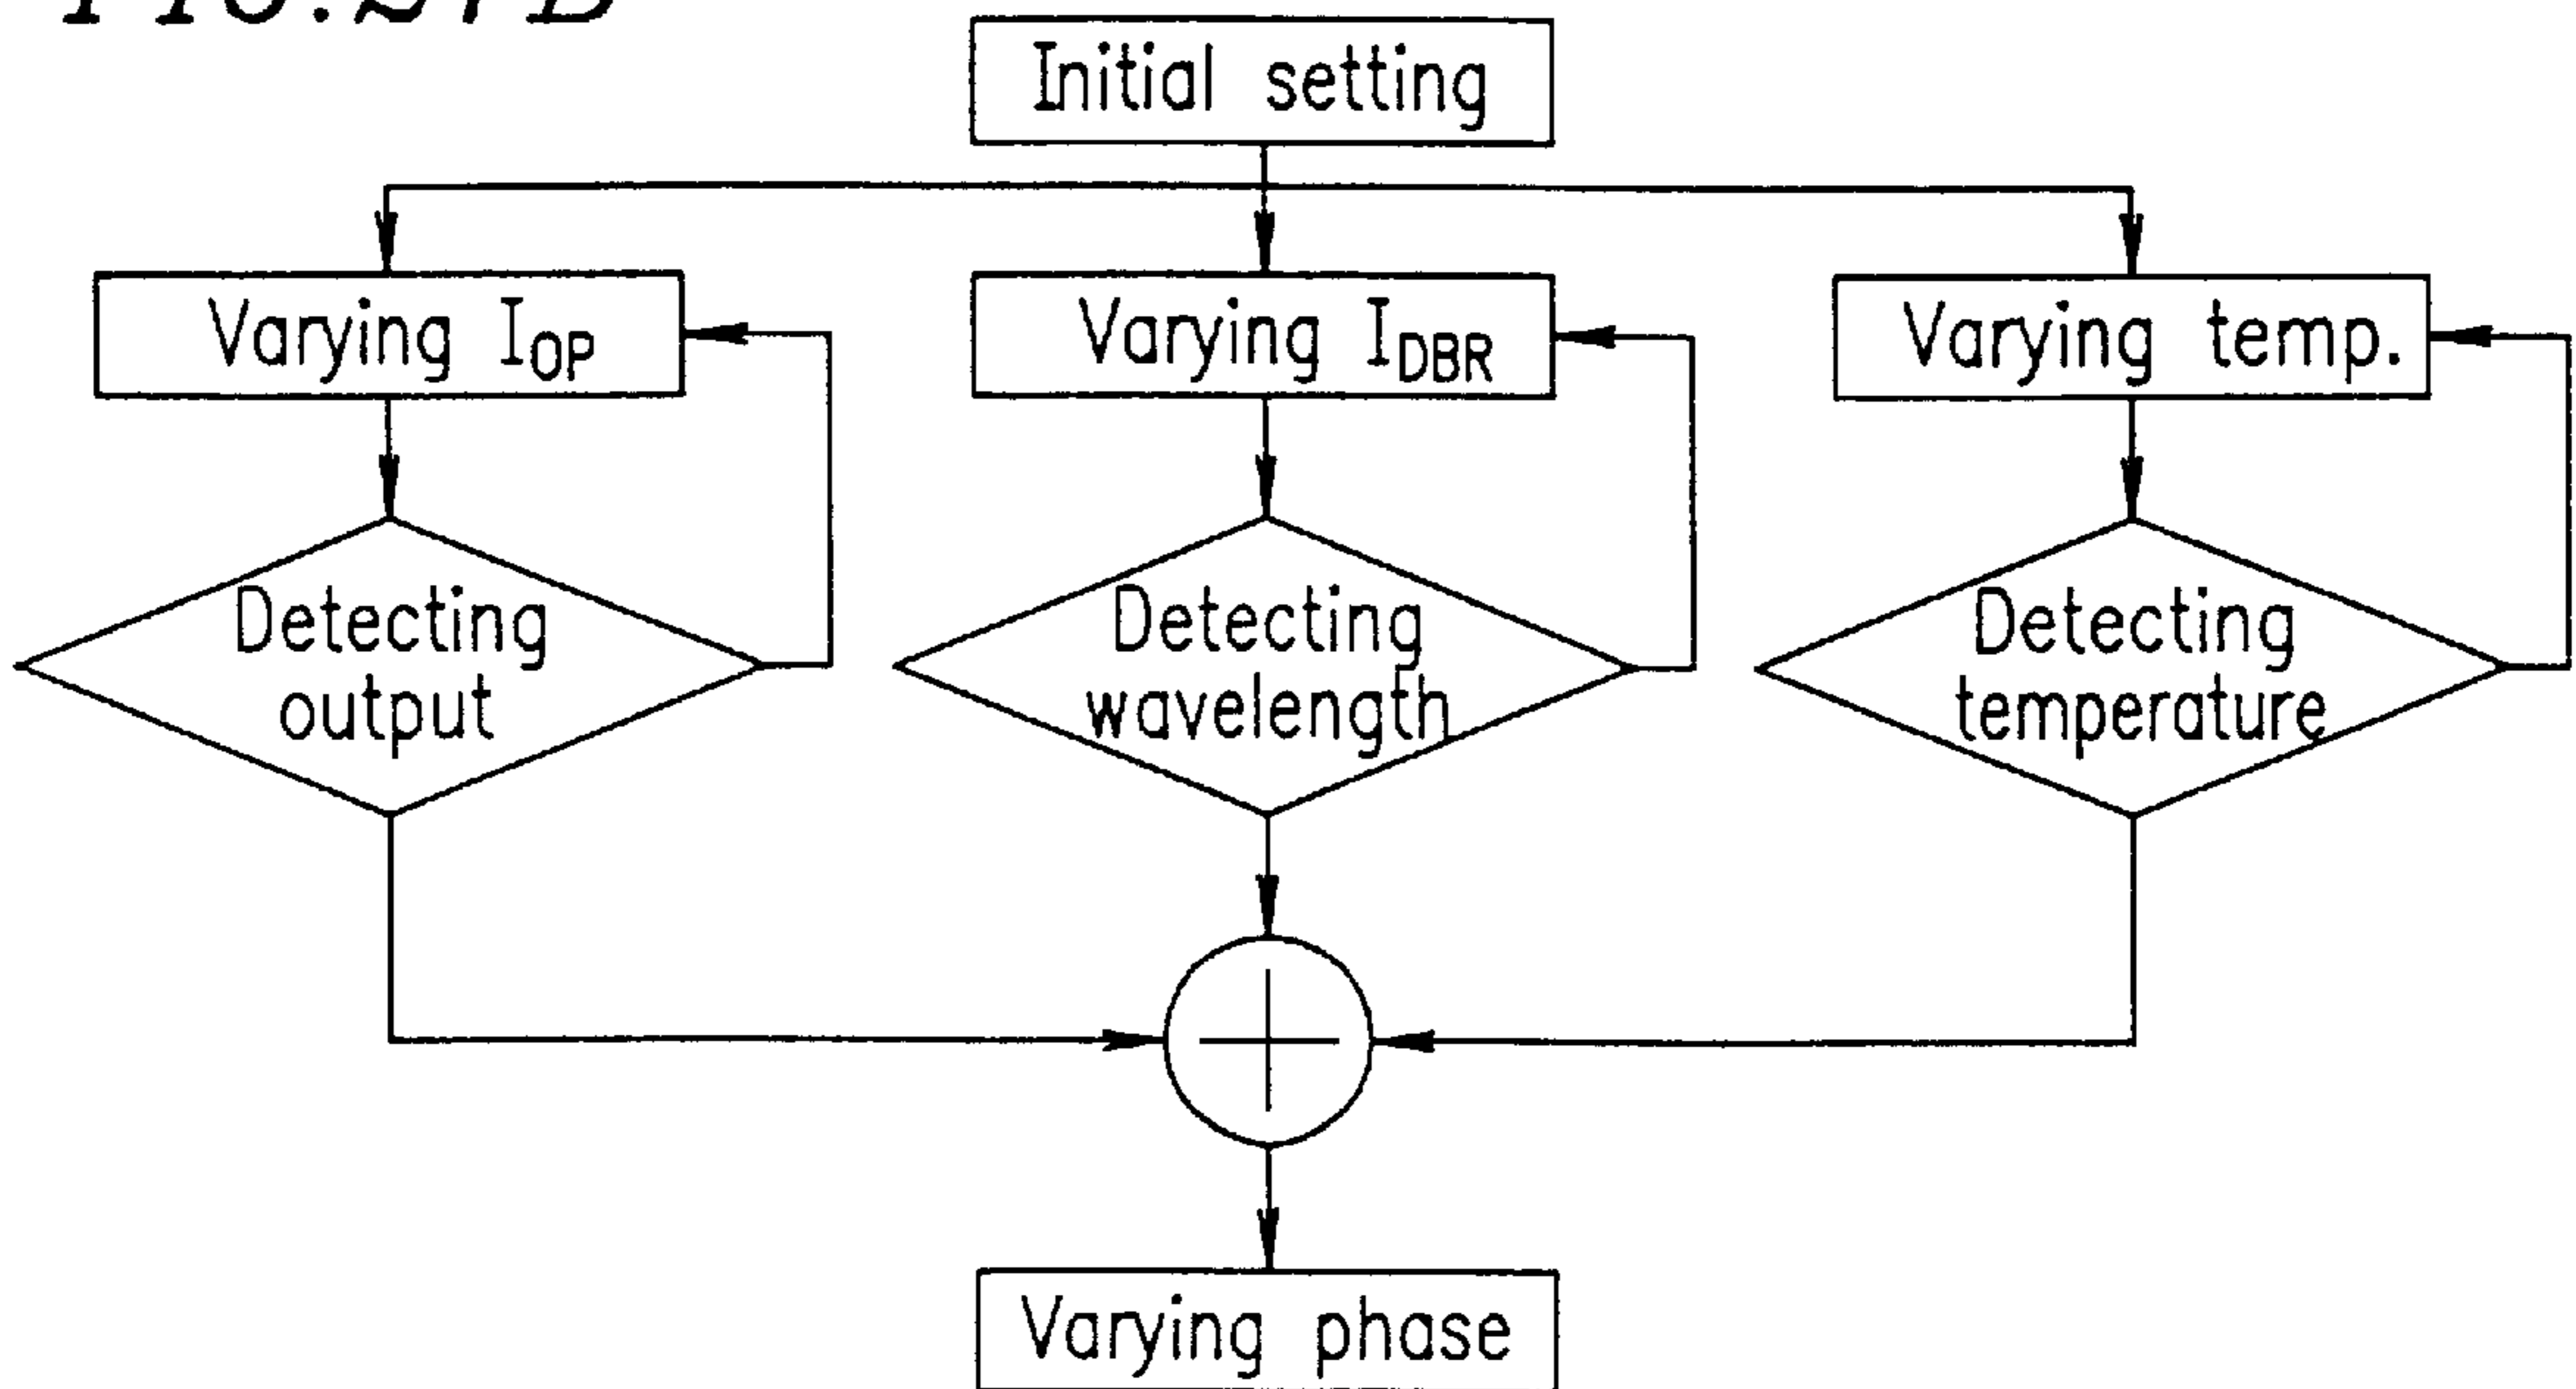 Initial setting
Varying I_OP
Varying I_DBR
Varying temp.
Detecting
output
Detecting
wavelength
Detecting
temperature
Varying phase